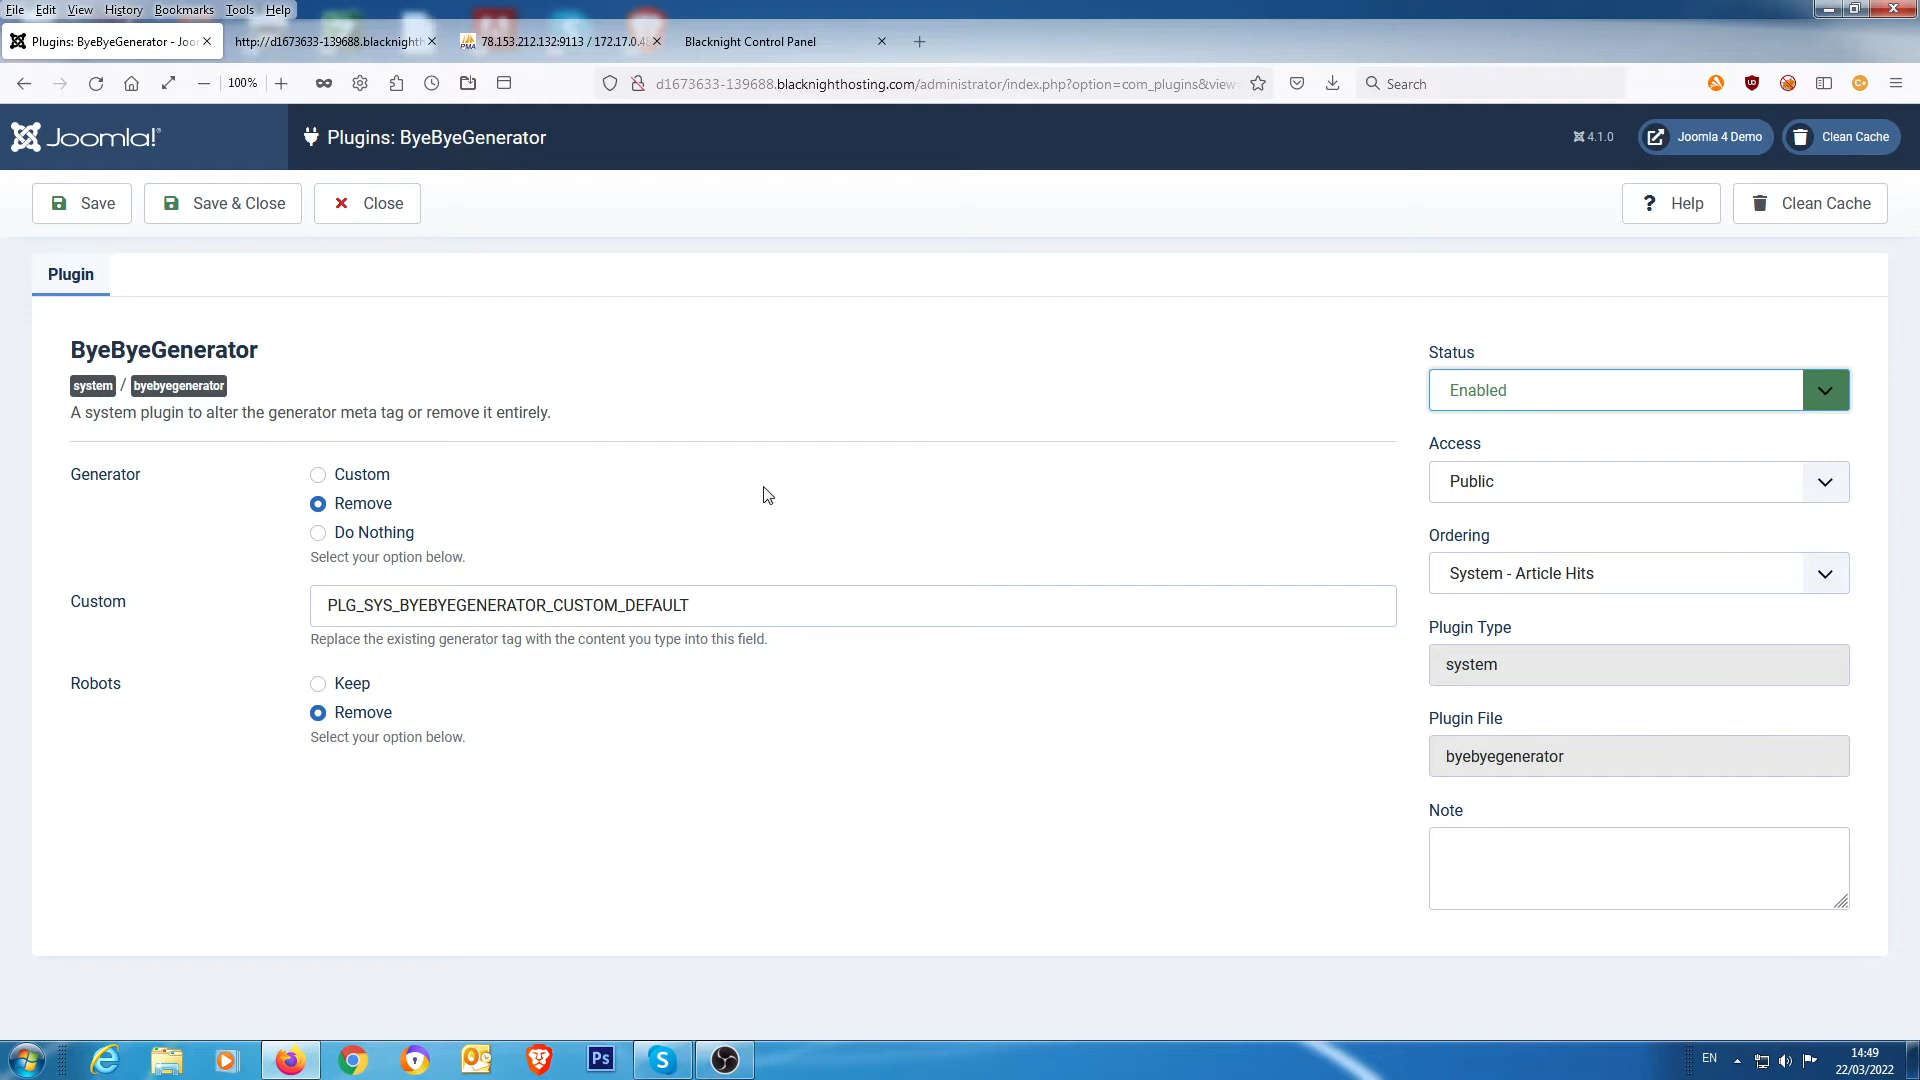 File Edit View History Bookmarks Tools Help
Plugins: ByeByeGenerator - Joo
http://d1673633-139688.blacknight
78.153.212.132:9113 / 172.17.0.4
Blacknight Control Panel
100%
d1673633-139688.blacknighthosting.com/administrator/index.php?option=com_plugins&view=
Search
Joomla!®
Plugins: ByeByeGenerator
4.1.0
Joomla 4 Demo
Clean Cache
Save
Save & Close
Close
Help
Clean Cache
Plugin
ByeByeGenerator
system / byebyegenerator
A system plugin to alter the generator meta tag or remove it entirely.
Generator
Custom
Remove
Do Nothing
Select your option below.
Custom
PLG_SYS_BYEBYEGENERATOR_CUSTOM_DEFAULT
Replace the existing generator tag with the content you type into this field.
Robots
Keep
Remove
Select your option below.
Status
Enabled
Access
Public
Ordering
System - Article Hits
Plugin Type
system
Plugin File
byebyegenerator
Note
Ps
EN
14:49
22/03/2022